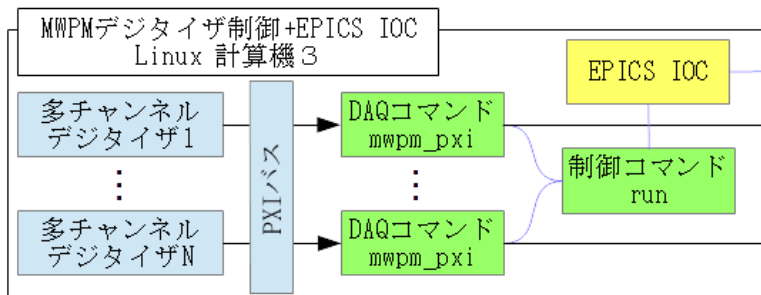 MWPMデジタイザ制御+EPICS IOC
Linux 計算機３
EPICS IOC
多チャンネル
デジタイザ1
PXIバス
DAQコマンド
mwpm_pxi
制御コマンド
run
⋮
⋮
多チャンネル
デジタイザN
DAQコマンド
mwpm_pxi